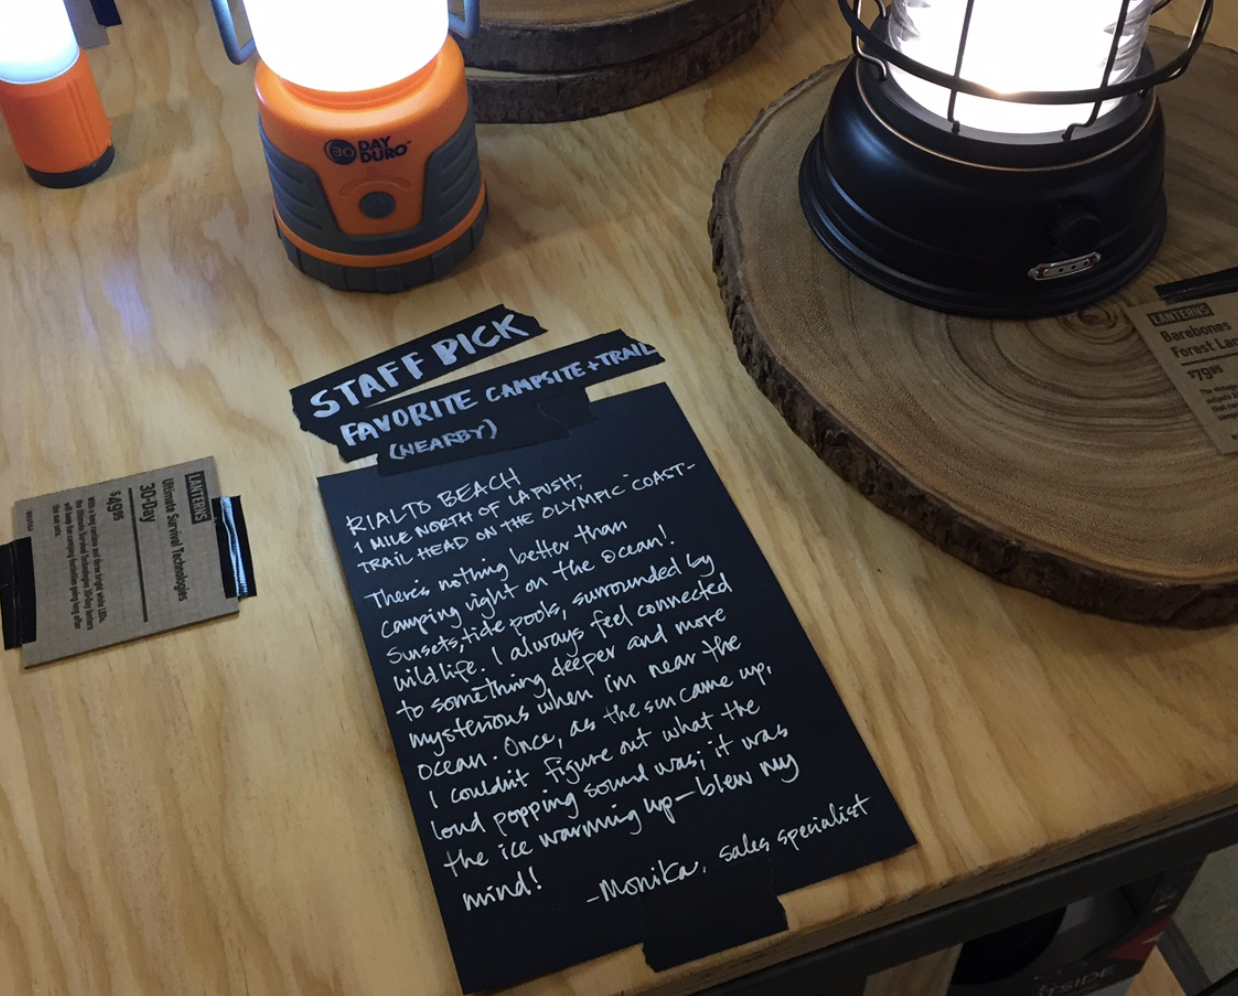 30 DAY
DURO
STAFF PICK
FAVORITE CAMPSITE + TRAIL
(NEARBY)
RIALTO BEACH
1 MILE NORTH OF LA PUSH,
TRAIL HEAD ON THE OLYMPIC COAST-
There's nothing better than
camping right on the ocean!
Sunsets, tide pools, surrounded by
wildlife. I always feel connected
to something deeper and more
mysterious when im near the
ocean. Once, as the sun came up,
I couldn't figure out what the
loud popping sound was; it was
the ice warming up—blew my
mind!
-Monika, sales specialist
LANTERNS
Ultimate Survival Technologies
30-Day
$49.95
LANTERNS
Barebones
Forest Lan
$79.95